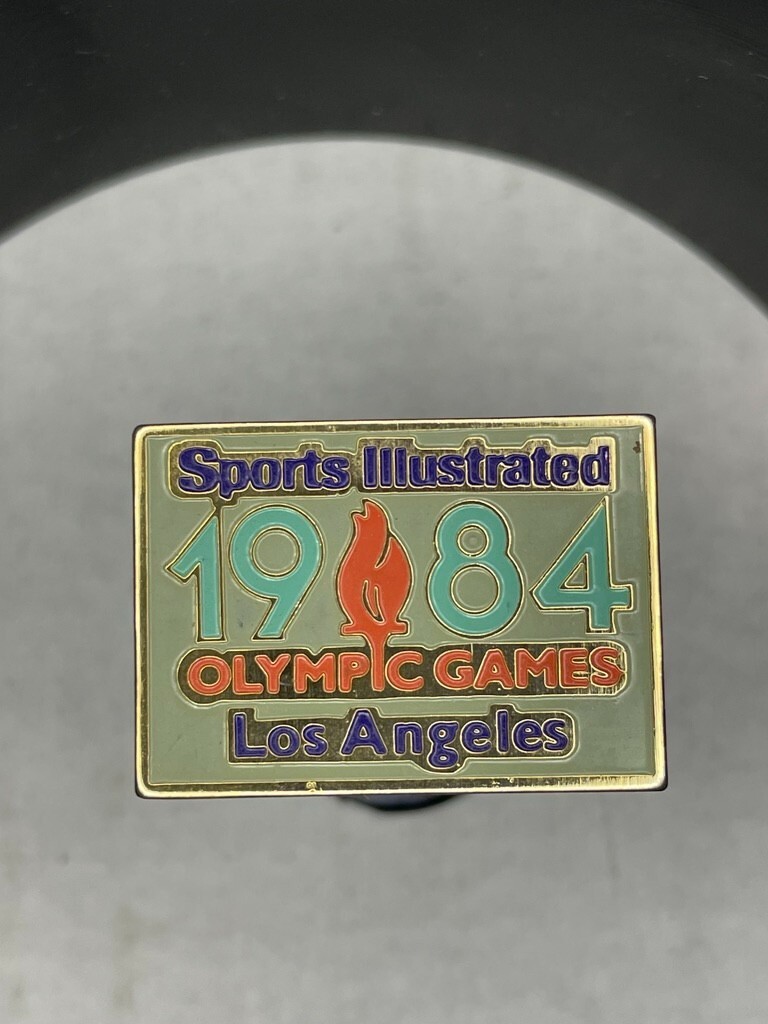 Sports Illustrated
1984
OLYMPIC GAMES
Los Angeles